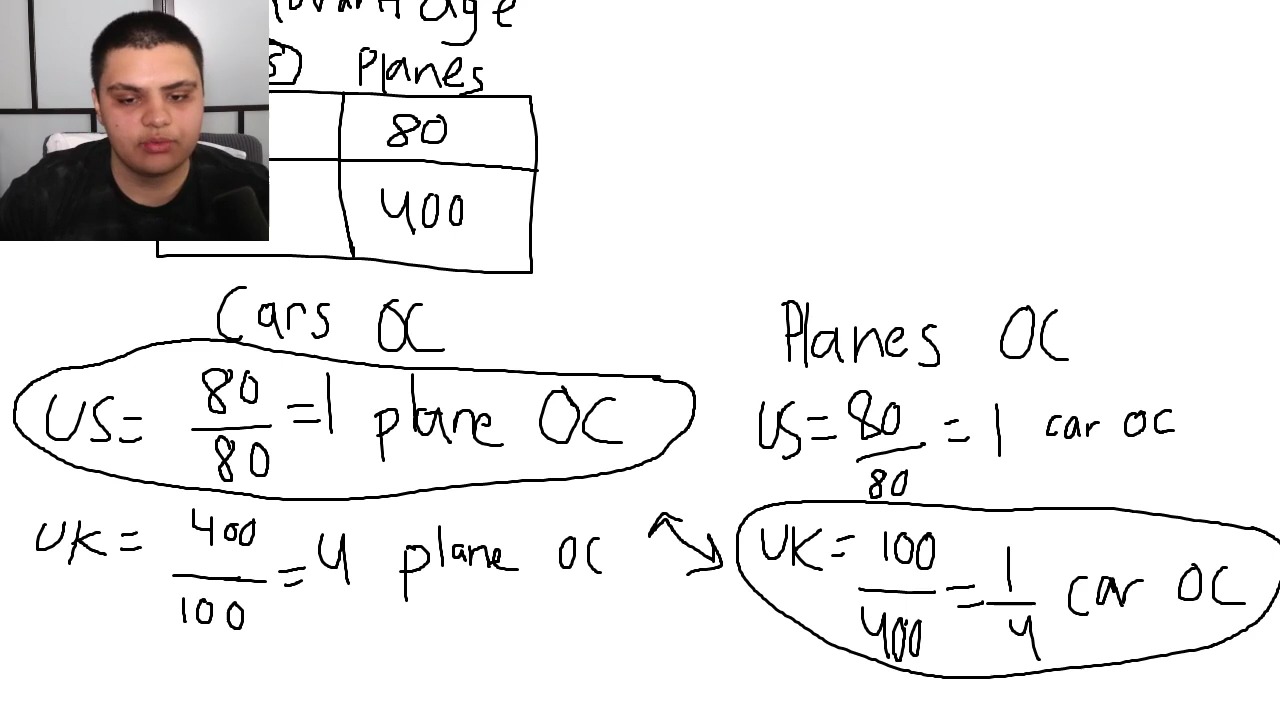 Planes
80
400
Cars OC
US = 80/80 = 1 plane OC
UK = 400/100 = 4 plane OC
Planes OC
US = 80/80 = 1 car OC
UK = 100/400 = 1/4 car OC